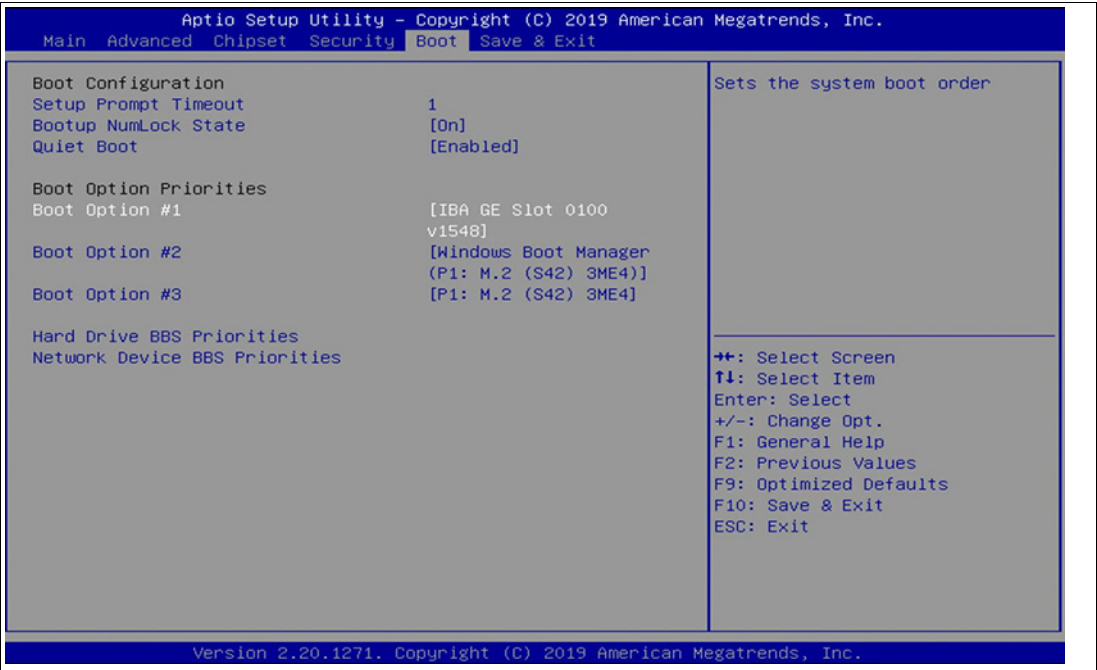 Aptio Setup Utility – Copyright (C) 2019 American Megatrends, Inc.
Main Advanced Chipset Security Boot Save & Exit
Boot Configuration
Setup Prompt Timeout 1
Bootup NumLock State [On]
Quiet Boot [Enabled]
Boot Option Priorities
Boot Option #1 [IBA GE Slot 0100
v1548]
Boot Option #2 [Windows Boot Manager
(P1: M.2 (S42) 3ME4)]
Boot Option #3 [P1: M.2 (S42) 3ME4]
Hard Drive BBS Priorities
Network Device BBS Priorities
Sets the system boot order
→←: Select Screen
↑↓: Select Item
Enter: Select
+/-: Change Opt.
F1: General Help
F2: Previous Values
F9: Optimized Defaults
F10: Save & Exit
ESC: Exit
Version 2.20.1271. Copyright (C) 2019 American Megatrends, Inc.